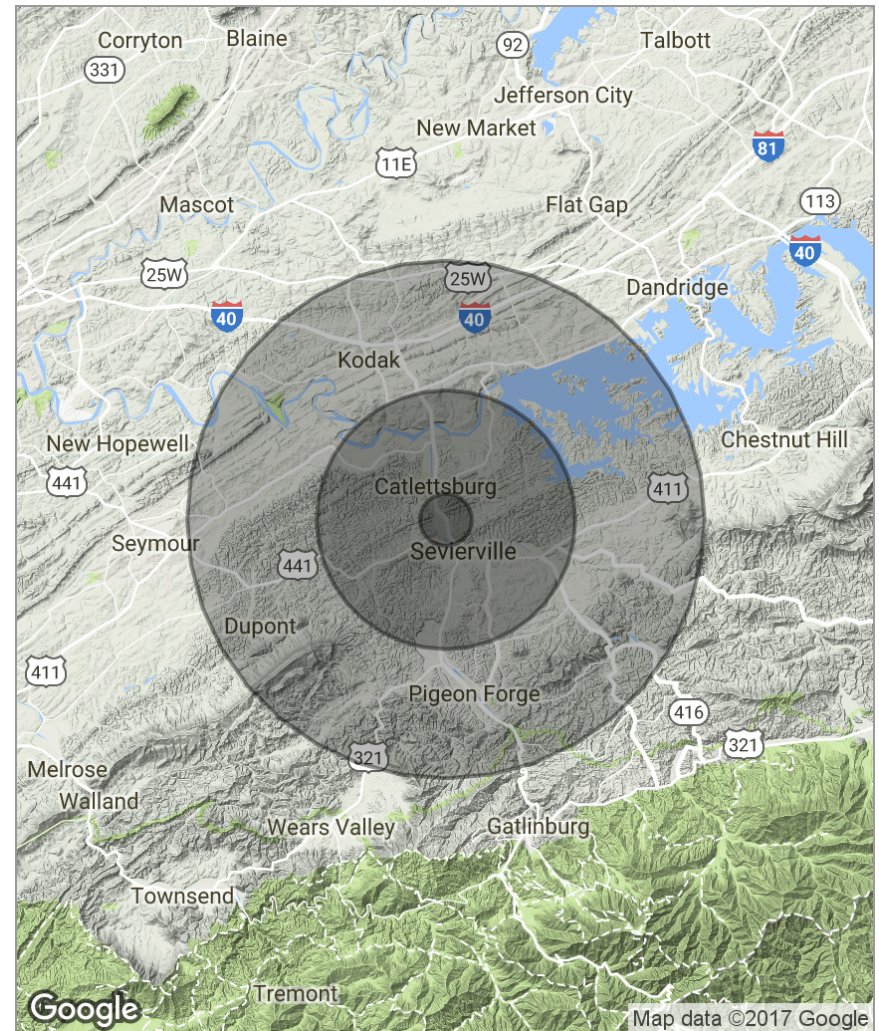 Corryton
Blaine
92
Talbott
331
Jefferson City
New Market
81
11E
Mascot
Flat Gap
113
25W
25W
40
Dandridge
40
40
Kodak
New Hopewell
Chestnut Hill
441
Catlettsburg
411
Seymour
Sevierville
441
Dupont
411
Pigeon Forge
416
321
321
Melrose
Walland
Wears Valley
Gatlinburg
Townsend
Tremont
Google
Map data ©2017 Google